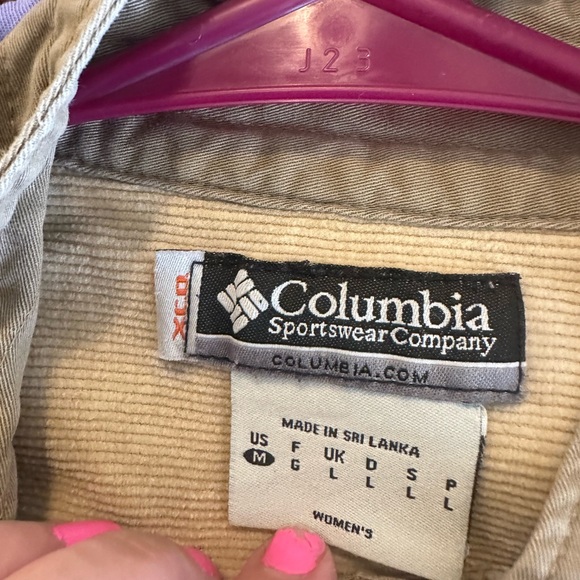 J23
XCO
Columbia
Sportswear Company
COLUMBIA.COM
MADE IN SRI LANKA
US F UK D S P
M G L L L L
WOMEN'S